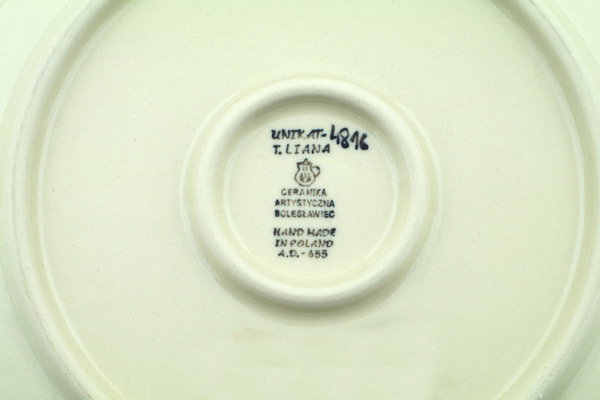 UNIKAT-4816
T. LIANA
CERAMIKA
ARTYSTYCZNA
BOLESŁAWIEC
HAND MADE
IN POLAND
A.D.-655